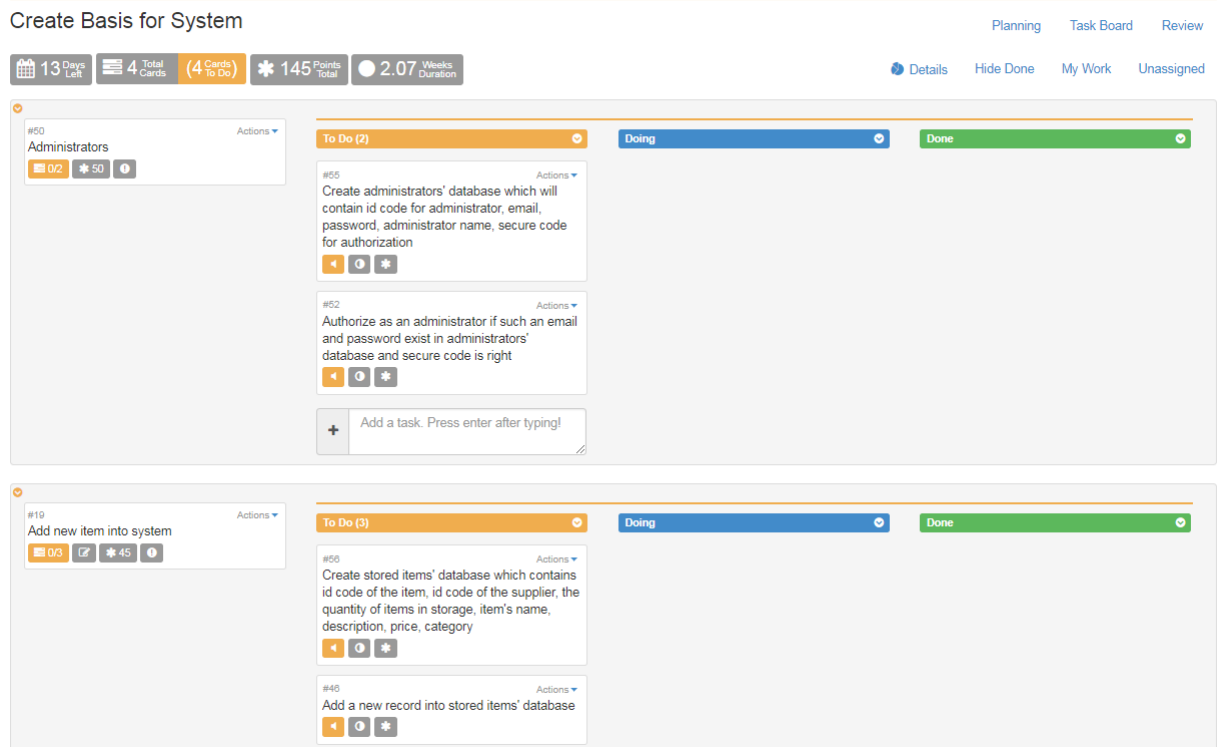 Create Basis for System
Planning Task Board Review
13 Days Left 4 Total Cards (4 Cards To Do) 145 Points Total 2.07 Weeks Duration
Details Hide Done My Work Unassigned
#50 Actions
Administrators
0/2 50
To Do (2) Doing Done
#55 Actions
Create administrators' database which will
contain id code for administrator, email,
password, administrator name, secure code
for authorization
#52 Actions
Authorize as an administrator if such an email
and password exist in administrators'
database and secure code is right
Add a task. Press enter after typing!
#19 Actions
Add new item into system
0/3 45
To Do (3) Doing Done
#56 Actions
Create stored items' database which contains
id code of the item, id code of the supplier, the
quantity of items in storage, item's name,
description, price, category
#46 Actions
Add a new record into stored items' database